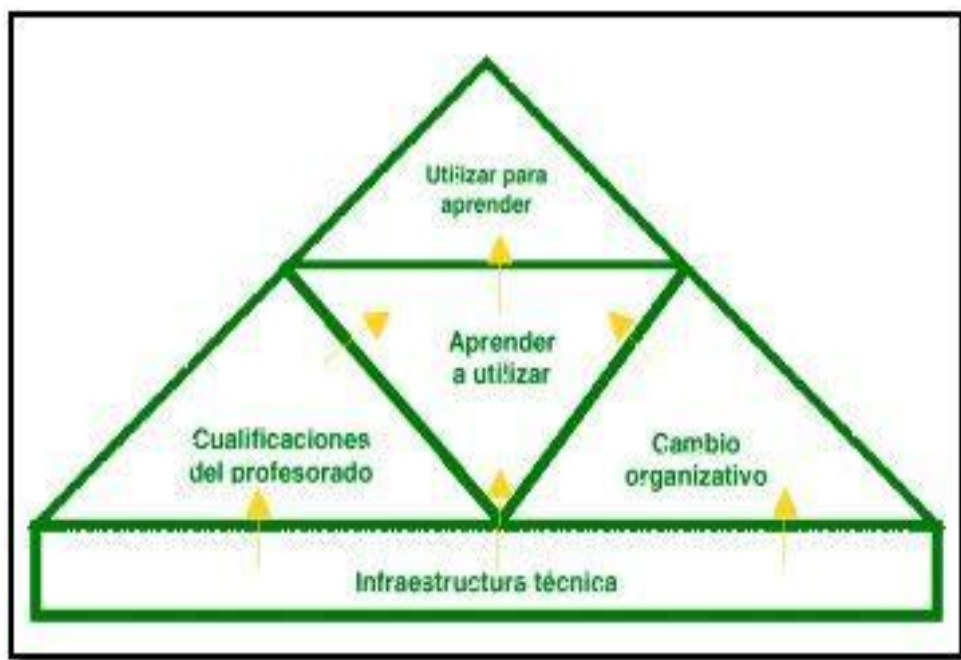 Utilizar para
aprender
Aprender
a utilizar
Cualificaciones
del profesorado
Cambio
organizativo
Infraestructura técnica